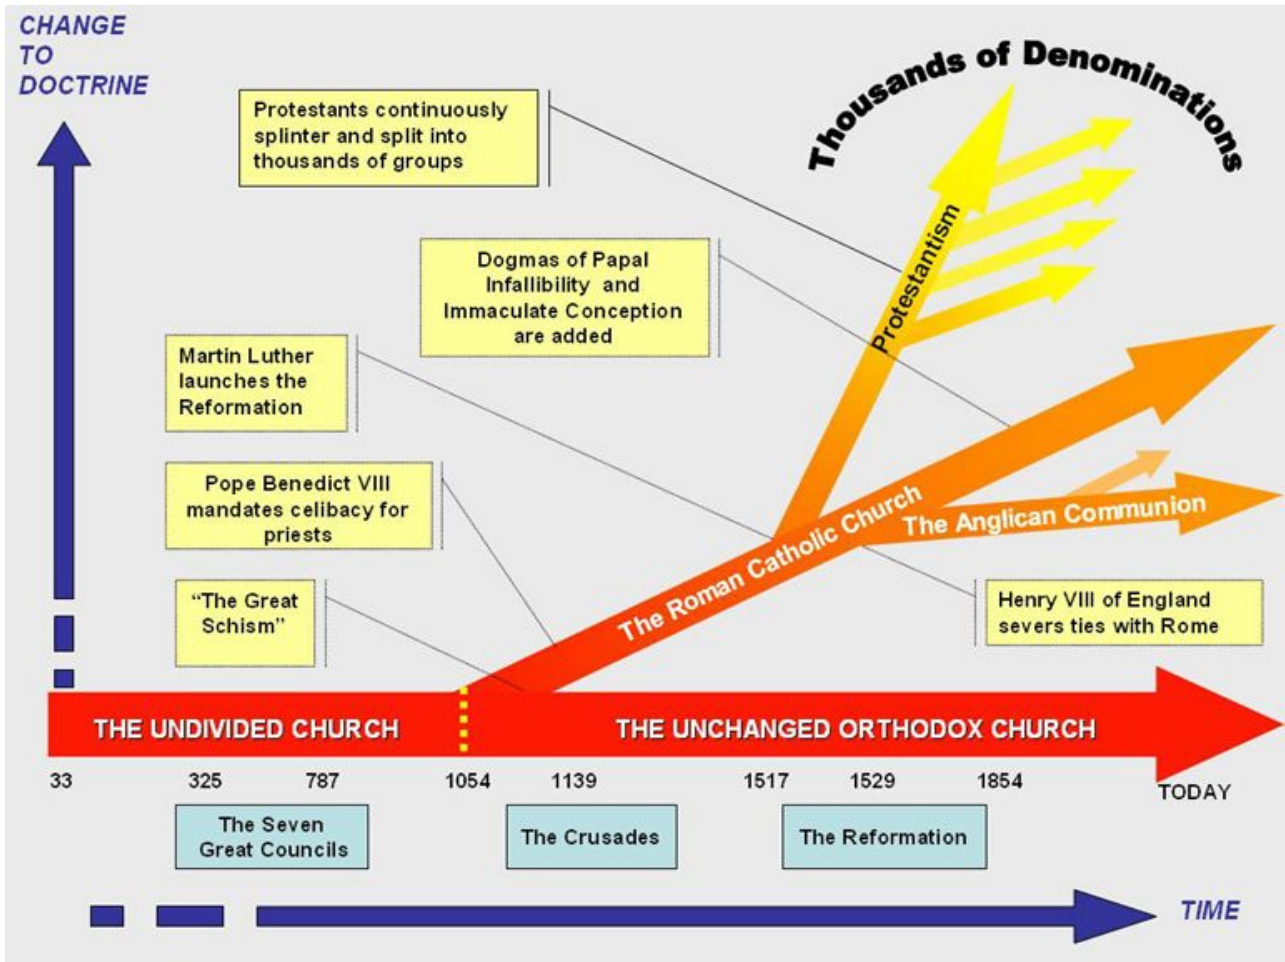 CHANGE
TO
DOCTRINE
Thousands of Denominations
Protestants continuously
splinter and split into
thousands of groups
Protestantism
Dogmas of Papal
Infallibility and
Immaculate Conception
are added
Martin Luther
launches the
Reformation
Pope Benedict VIII
mandates celibacy for
priests
The Roman Catholic Church
The Anglican Communion
"The Great
Schism"
Henry VIII of England
severs ties with Rome
THE UNDIVIDED CHURCH
THE UNCHANGED ORTHODOX CHURCH
33 325 787 1054 1139 1517 1529 1854 TODAY
The Seven
Great Councils
The Crusades
The Reformation
TIME